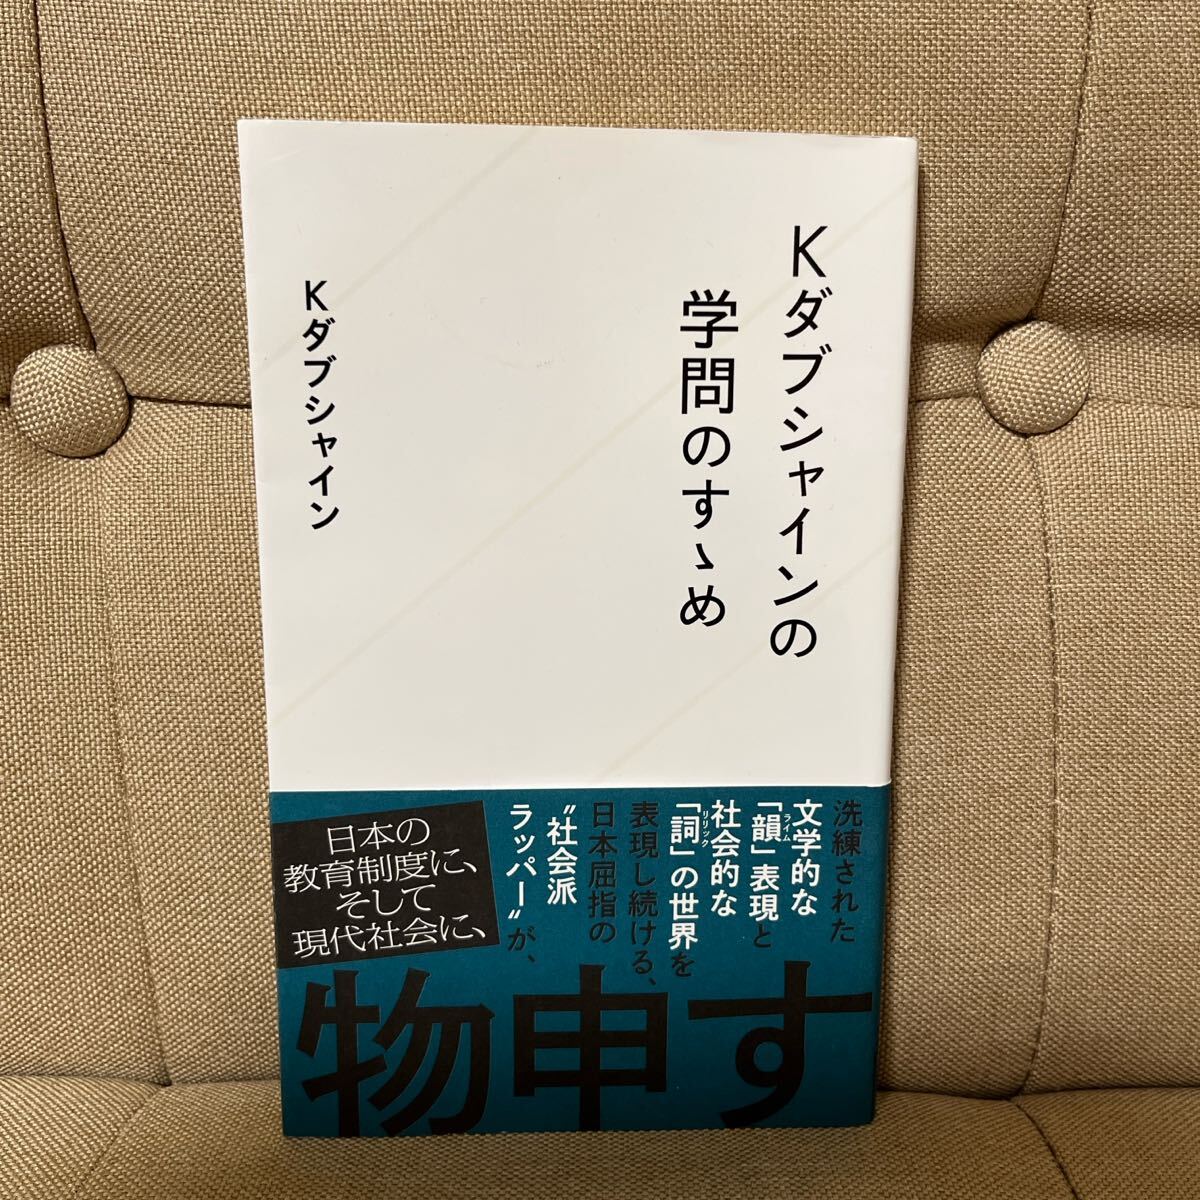 Kダブシャインの
学問のすゝめ
Kダブシャイン
洗練された
文学的な
「韻」表現と
ライム
社会的な
「詞」の世界を
リリック
表現し続ける、
日本屈指の
“社会派
ラッパー”が、
日本の
教育制度に、
そして
現代社会に、
物申す